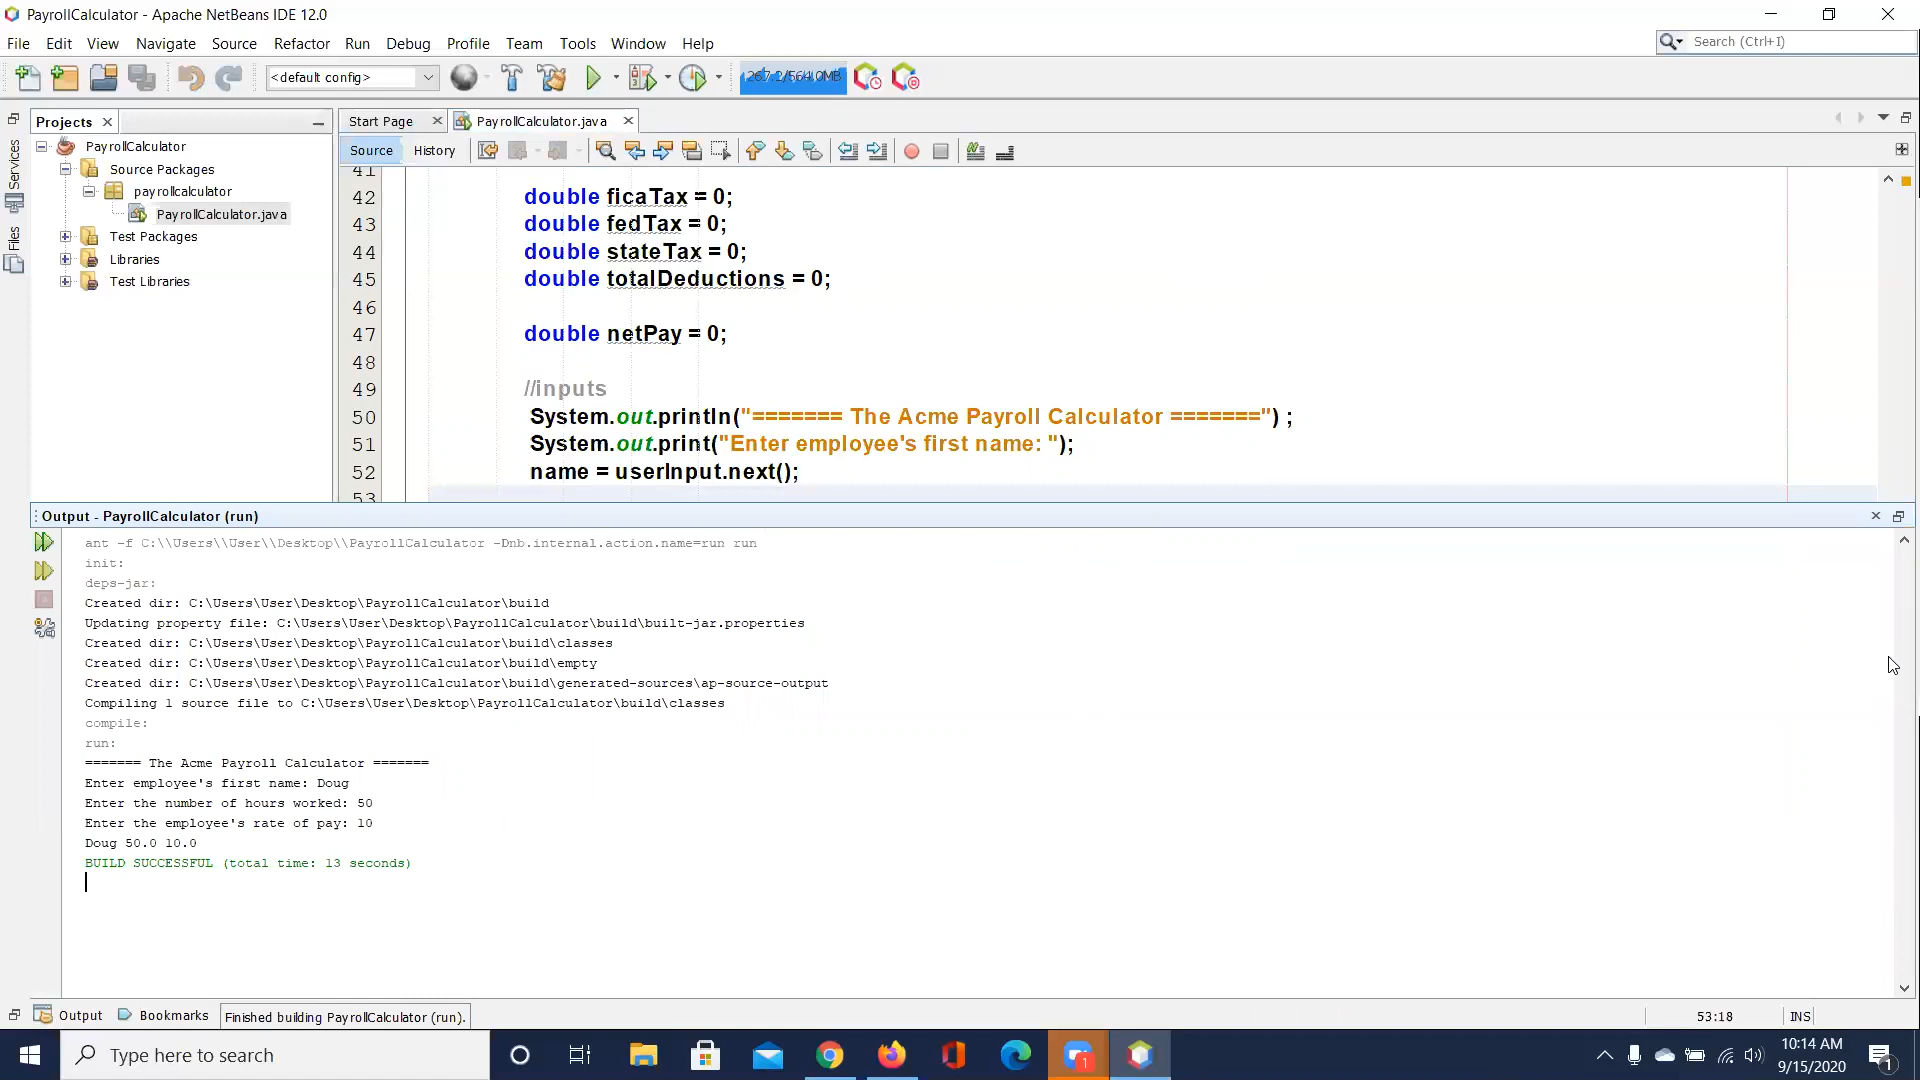 PayrollCalculator - Apache NetBeans IDE 12.0
File Edit View Navigate Source Refactor Run Debug Profile Team Tools Window Help
Search (Ctrl+I)
<default config>
267.2/564.0MB
Projects
Start Page
PayrollCalculator.java
Services
Files
PayrollCalculator
Source Packages
payrollcalculator
PayrollCalculator.java
Test Packages
Libraries
Test Libraries
Source History
41
42 double ficaTax = 0;
43 double fedTax = 0;
44 double stateTax = 0;
45 double totalDeductions = 0;
46
47 double netPay = 0;
48
49 //inputs
50 System.out.println("======= The Acme Payroll Calculator =======") ;
51 System.out.print("Enter employee's first name: ");
52 name = userInput.next();
53
Output - PayrollCalculator (run)
ant -f C:\\Users\\User\\Desktop\\PayrollCalculator -Dnb.internal.action.name=run run
init:
deps-jar:
Created dir: C:\Users\User\Desktop\PayrollCalculator\build
Updating property file: C:\Users\User\Desktop\PayrollCalculator\build\built-jar.properties
Created dir: C:\Users\User\Desktop\PayrollCalculator\build\classes
Created dir: C:\Users\User\Desktop\PayrollCalculator\build\empty
Created dir: C:\Users\User\Desktop\PayrollCalculator\build\generated-sources\ap-source-output
Compiling 1 source file to C:\Users\User\Desktop\PayrollCalculator\build\classes
compile:
run:
======= The Acme Payroll Calculator =======
Enter employee's first name: Doug
Enter the number of hours worked: 50
Enter the employee's rate of pay: 10
Doug 50.0 10.0
BUILD SUCCESSFUL (total time: 13 seconds)
Output
Bookmarks
Finished building PayrollCalculator (run).
53:18
INS
Type here to search
1
10:14 AM
9/15/2020
1